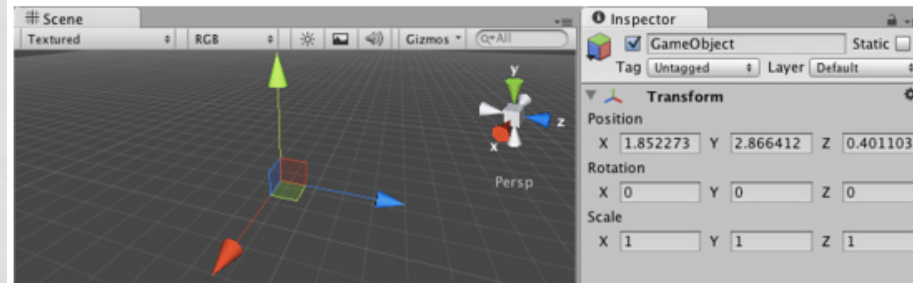 Scene
Textured RGB Gizmos All
y
z
x
Persp
Inspector
GameObject Static
Tag Untagged Layer Default
Transform
Position
X 1.852273 Y 2.866412 Z 0.401103
Rotation
X 0 Y 0 Z 0
Scale
X 1 Y 1 Z 1